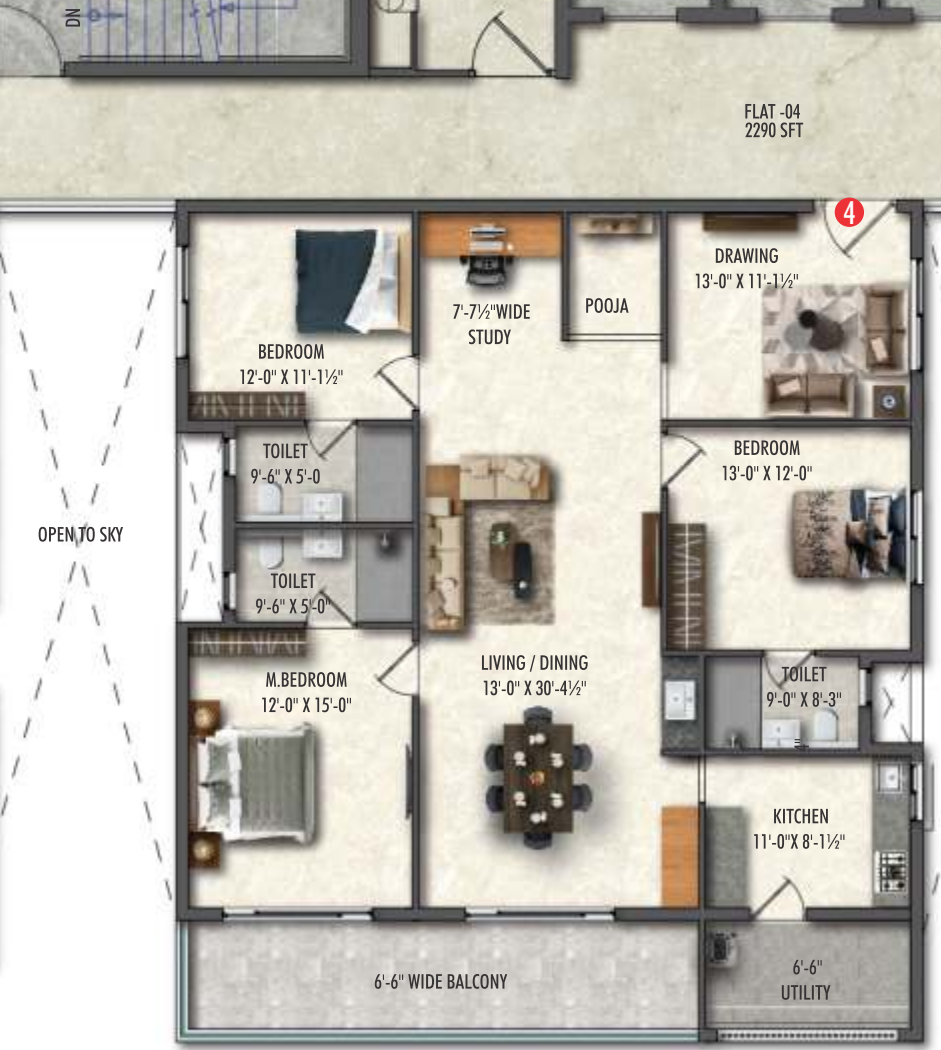 DN
FLAT -04
2290 SFT
4
DRAWING
13'-0" X 11'-1½"
7'-7½"WIDE
STUDY
POOJA
BEDROOM
12'-0" X 11'-1½"
BEDROOM
13'-0" X 12'-0"
TOILET
9'-6" X 5'-0
OPEN TO SKY
TOILET
9'-6" X 5'-0"
LIVING / DINING
13'-0" X 30'-4½"
M.BEDROOM
12'-0" X 15'-0"
TOILET
9'-0" X 8'-3"
KITCHEN
11'-0"X 8'-1½"
6'-6" WIDE BALCONY
6'-6"
UTILITY